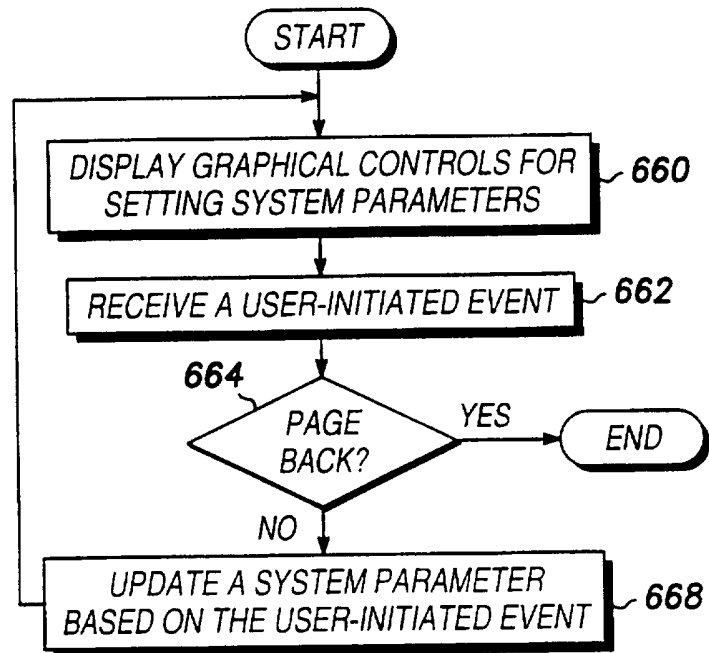 START
DISPLAY GRAPHICAL CONTROLS FOR
SETTING SYSTEM PARAMETERS
660
RECEIVE A USER-INITIATED EVENT
662
664
PAGE
BACK?
YES
END
NO
UPDATE A SYSTEM PARAMETER
BASED ON THE USER-INITIATED EVENT
668